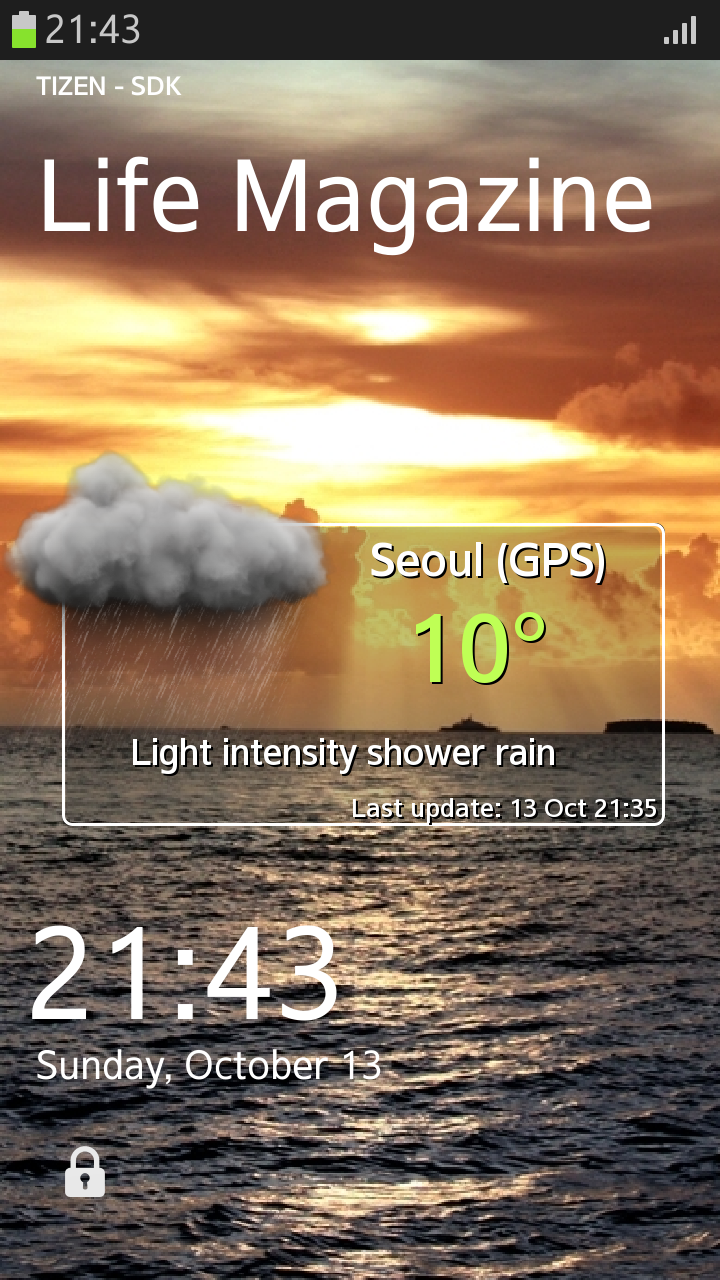 21:43
TIZEN - SDK
Life Magazine
Seoul (GPS)
10°
Light intensity shower rain
Last update: 13 Oct 21:35
21:43
Sunday, October 13